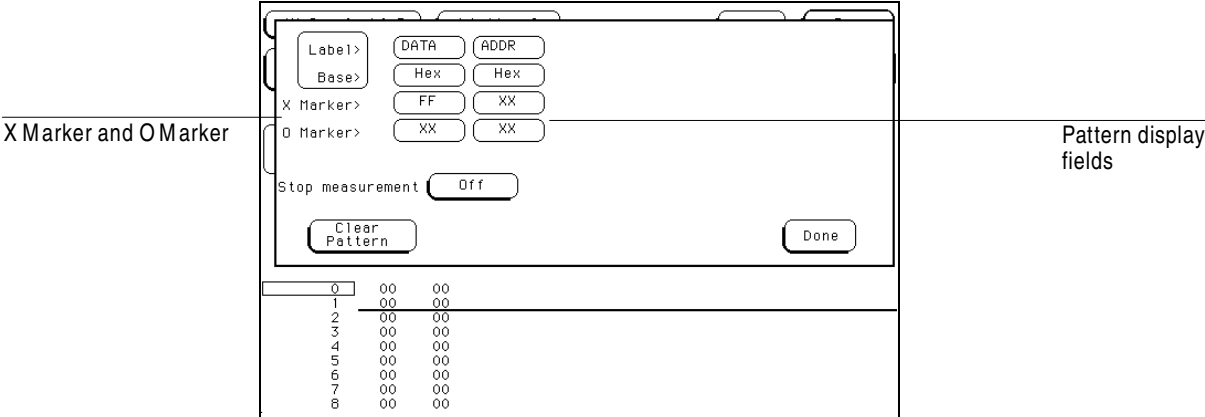 Label> DATA ADDR
Base> Hex Hex
X Marker> FF XX
O Marker> XX XX
X Marker and O Marker
Pattern display
fields
Stop measurement Off
Clear
Pattern
Done
0 00 00
1 00 00
2 00 00
3 00 00
4 00 00
5 00 00
6 00 00
7 00 00
8 00 00